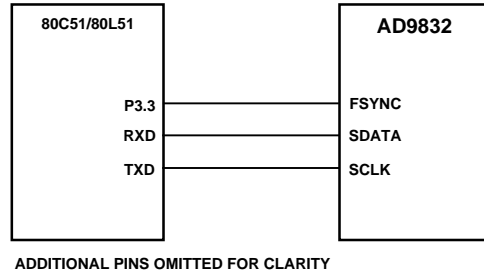 80C51/80L51
AD9832
P3.3
FSYNC
RXD
SDATA
TXD
SCLK
ADDITIONAL PINS OMITTED FOR CLARITY